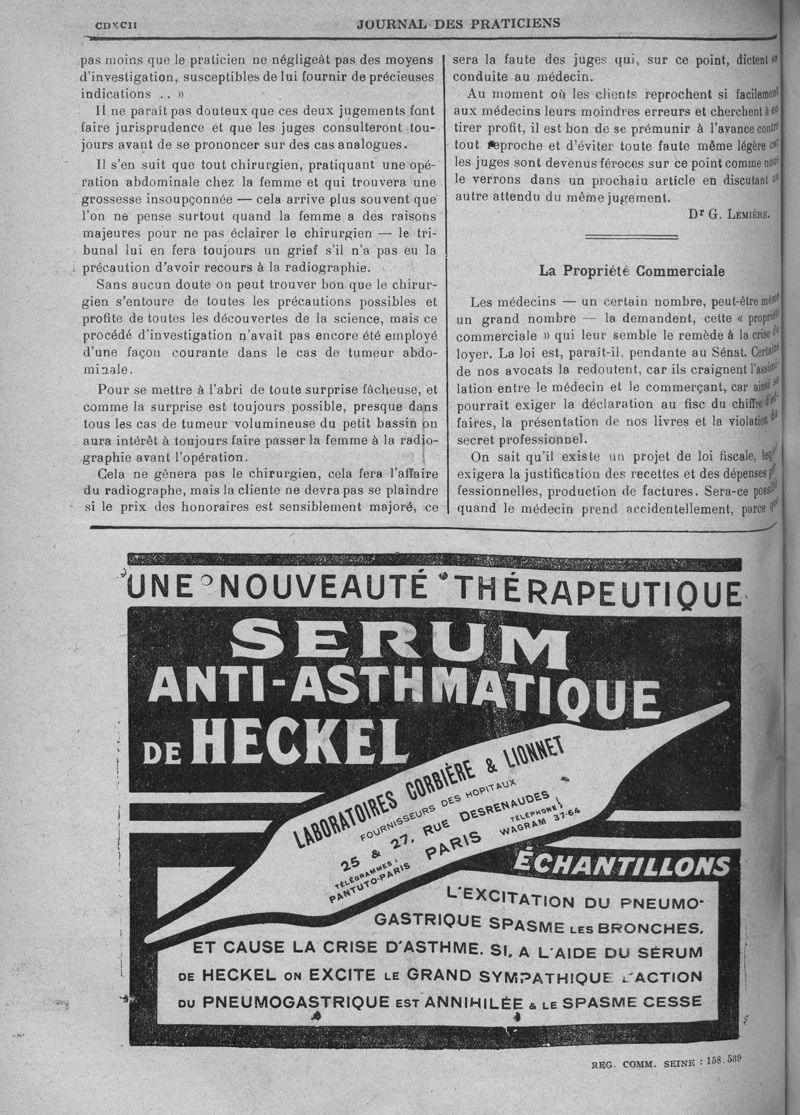 CDXCII
JOURNAL DES PRATICIENS
pas moins que le praticien ne négligeât pas des moyens
d'investigation, susceptibles de lui fournir de précieuses
indications . . »
Il ne paraît pas douteux que ces deux jugements font
faire jurisprudence et que les juges consulteront tou-
jours avant de se prononcer sur des cas analogues.
Il s'en suit que tout chirurgien, pratiquant une opé-
ration abdominale chez la femme et qui trouvera une
grossesse insoupçonnée — cela arrive plus souvent que
l'on ne pense surtout quand la femme a des raisons
majeures pour ne pas éclairer le chirurgien — le tri-
bunal lui en fera toujours un grief s'il n'a pas eu la
précaution d'avoir recours à la radiographie.
Sans aucun doute on peut trouver bon que le chirur-
gien s'entoure de toutes les précautions possibles et
profite de toutes les découvertes de la science, mais ce
procédé d'investigation n'avait pas encore été employé
d'une façon courante dans le cas de tumeur abdo-
minale.
Pour se mettre à l'abri de toute surprise fâcheuse, et
comme la surprise est toujours possible, presque dans
tous les cas de tumeur volumineuse du petit bassin on
aura intérêt à toujours faire passer la femme à la radio-
graphie avant l'opération.
Cela ne gênera pas le chirurgien, cela fera l'affaire
du radiographe, mais la cliente ne devra pas se plaindre
si le prix des honoraires est sensiblement majoré, ce
sera la faute des juges qui, sur ce point, dictent sa
conduite au médecin.
Au moment où les clients reprochent si facilement
aux médecins leurs moindres erreurs et cherchent à en
tirer profit, il est bon de se prémunir à l'avance contre
tout reproche et d'éviter toute faute même légère car
les juges sont devenus féroces sur ce point comme nous
le verrons dans un prochain article en discutant un
autre attendu du même jugement.
Dr G. LEMIÈRE.
La Propriété Commerciale
Les médecins — un certain nombre, peut-être même
un grand nombre — la demandent, cette « propriété
commerciale » qui leur semble le remède à la crise du
loyer. La loi est, paraît-il, pendante au Sénat. Certains
de nos avocats la redoutent, car ils craignent l'assimi-
lation entre le médecin et le commerçant, car ainsi on
pourrait exiger la déclaration au fisc du chiffre d'af-
faires, la présentation de nos livres et la violation du
secret professionnel.
On sait qu'il existe un projet de loi fiscale, lequel
exigera la justification des recettes et des dépenses pro-
fessionnelles, production de factures. Sera-ce possible
quand le médecin prend accidentellement, parce que
UNE NOUVEAUTÉ THÉRAPEUTIQUE
SERUM
ANTI-ASTHMATIQUE
DE HECKEL
LABORATOIRES CORBIÈRE & LIONNET
FOURNISSEURS DES HOPITAUX
25 & 27, RUE DESRENAUDES
TÉLÉGRAMMES:
PANTUTO-PARIS
PARIS
TÉLÉPHONE:
WAGRAM 37-64
ÉCHANTILLONS
L'EXCITATION DU PNEUMO-
GASTRIQUE SPASME LES BRONCHES,
ET CAUSE LA CRISE D'ASTHME. SI, A L'AIDE DU SÉRUM
DE HECKEL ON EXCITE LE GRAND SYMPATHIQUE L'ACTION
DU PNEUMOGASTRIQUE EST ANNIHILÉE & LE SPASME CESSE
REG. COMM. SEINE : 158.539